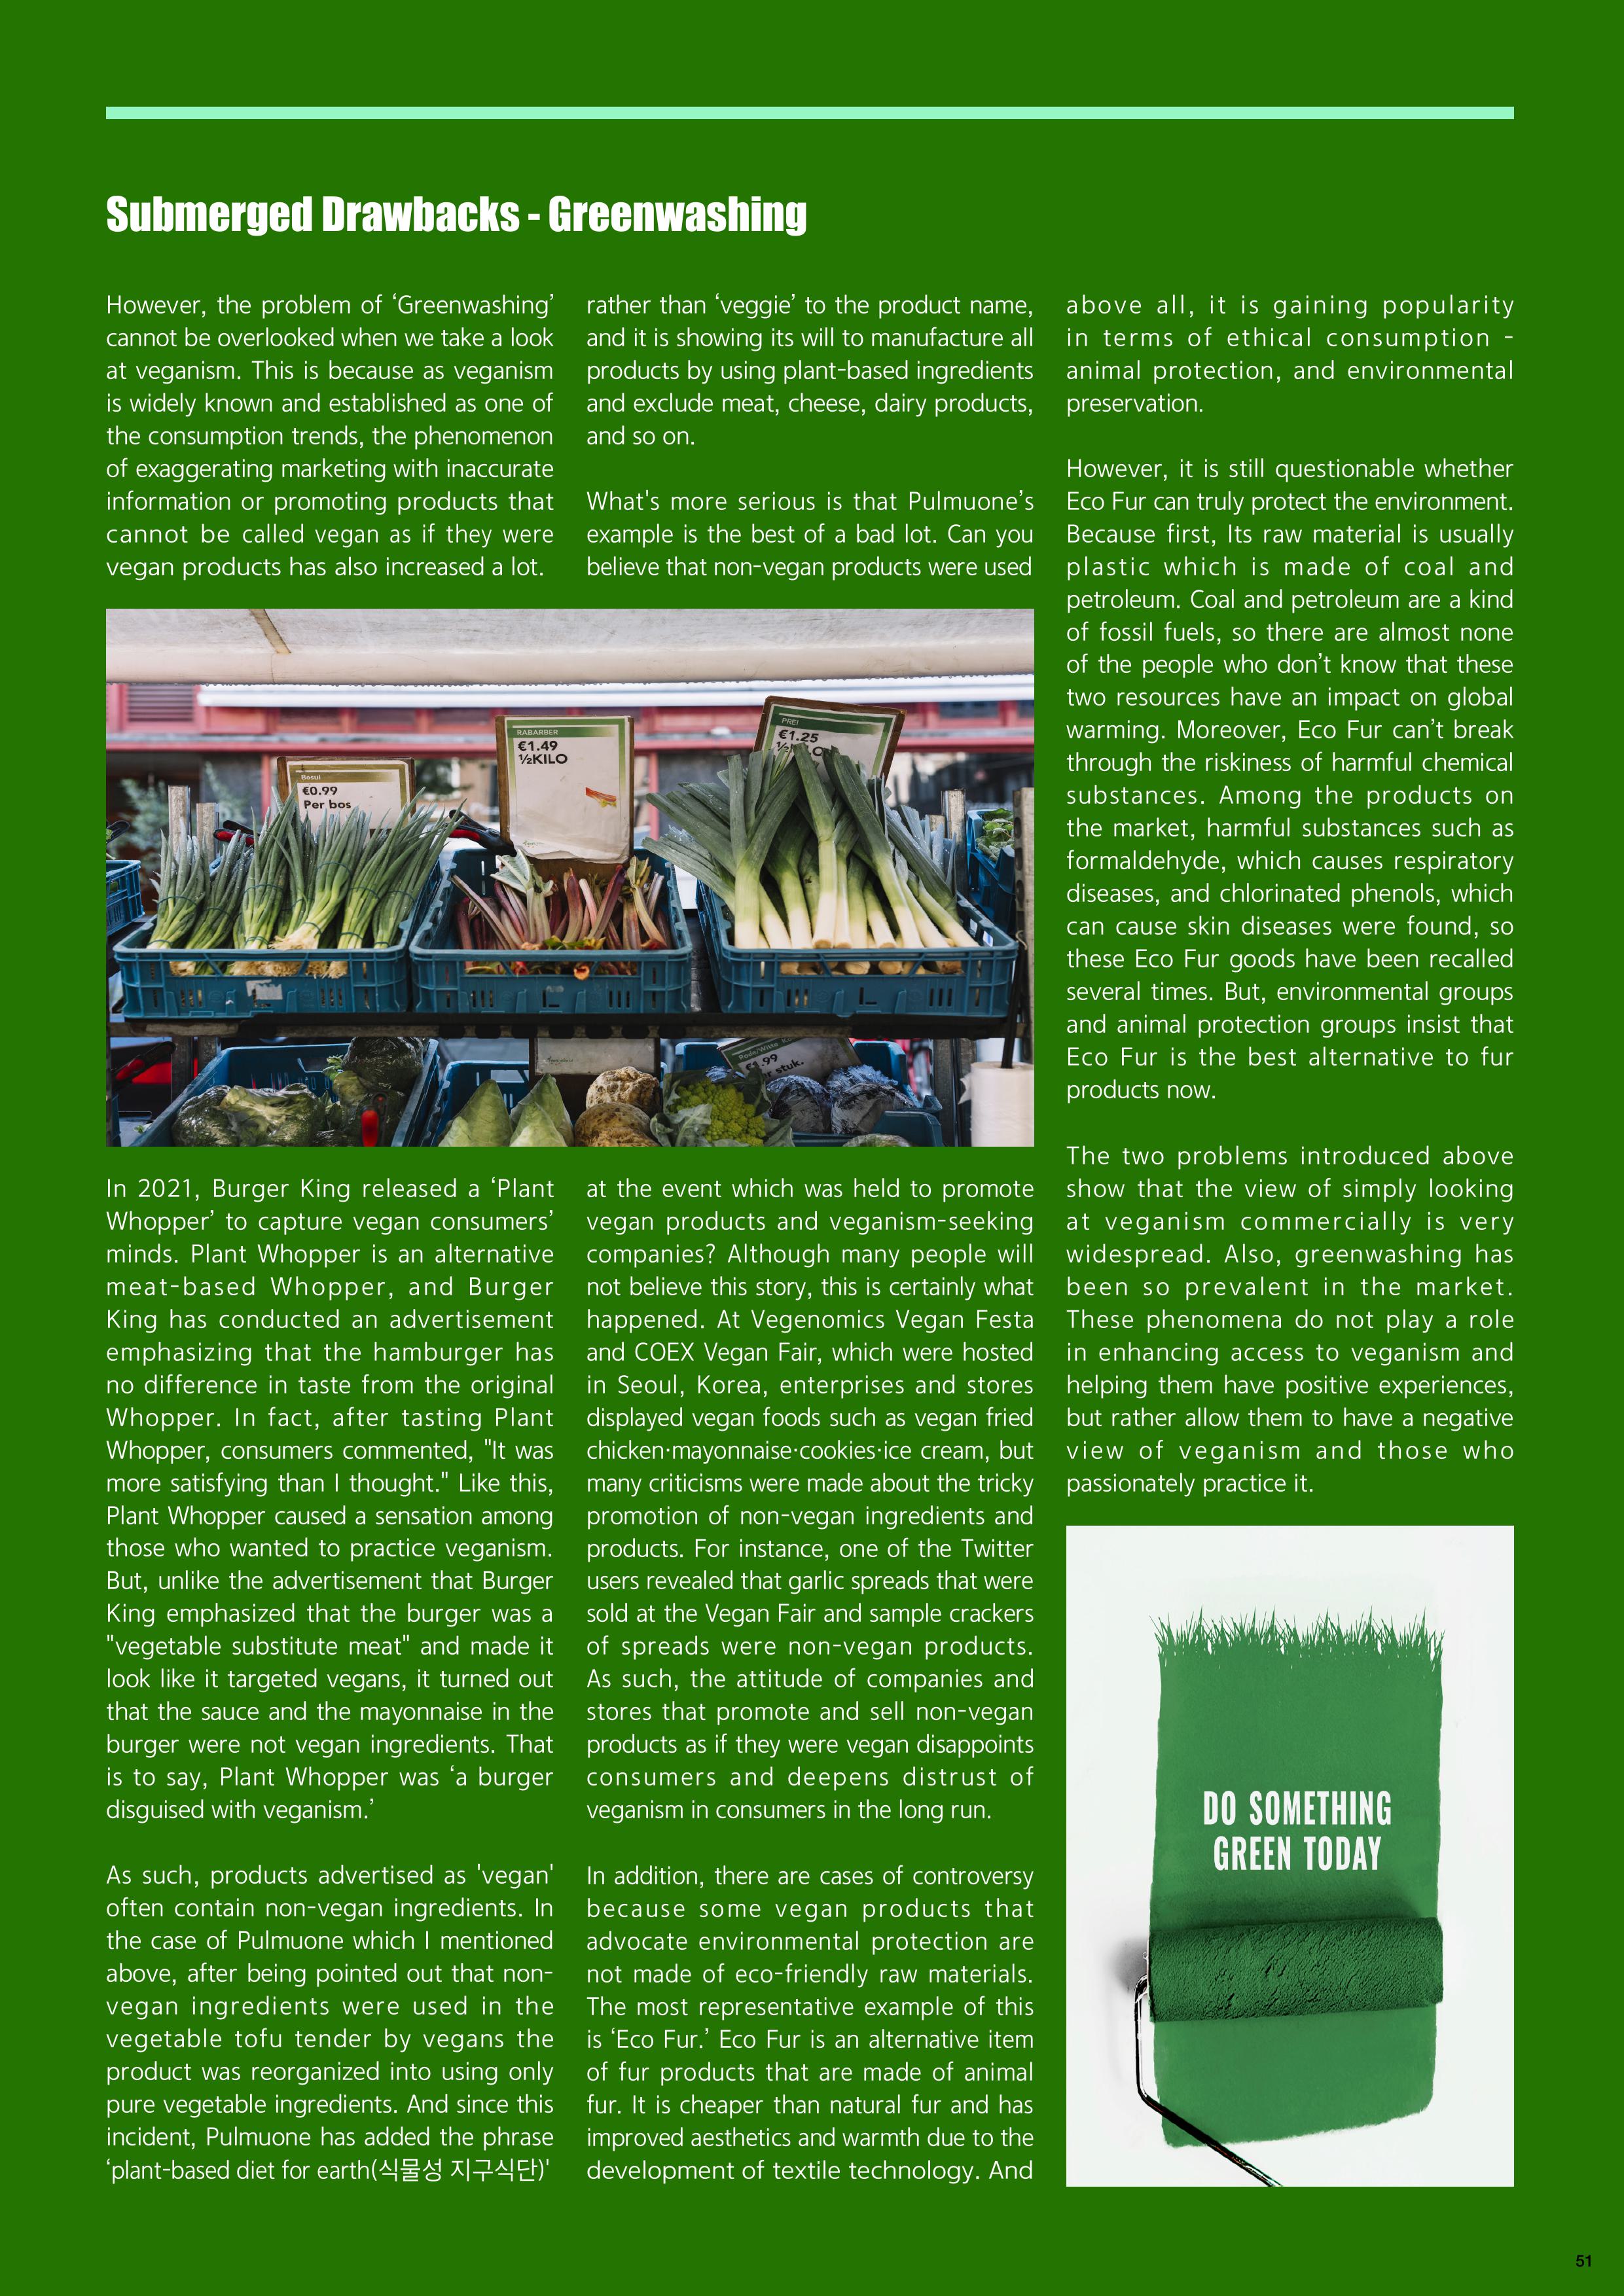 Submerged Drawbacks - Greenwashing
However, the problem of ‘Greenwashing’
cannot be overlooked when we take a look
at veganism. This is because as veganism
is widely known and established as one of
the consumption trends, the phenomenon
of exaggerating marketing with inaccurate
information or promoting products that
cannot be called vegan as if they were
vegan products has also increased a lot.
In 2021, Burger King released a ‘Plant
Whopper’ to capture vegan consumers’
minds. Plant Whopper is an alternative
meat-based Whopper, and Burger
King has conducted an advertisement
emphasizing that the hamburger has
no difference in taste from the original
Whopper. In fact, after tasting Plant
Whopper, consumers commented, "It was
more satisfying than I thought." Like this,
Plant Whopper caused a sensation among
those who wanted to practice veganism.
But, unlike the advertisement that Burger
King emphasized that the burger was a
"vegetable substitute meat" and made it
look like it targeted vegans, it turned out
that the sauce and the mayonnaise in the
burger were not vegan ingredients. That
is to say, Plant Whopper was ‘a burger
disguised with veganism.’
As such, products advertised as 'vegan'
often contain non-vegan ingredients. In
the case of Pulmuone which I mentioned
above, after being pointed out that non-
vegan ingredients were used in the
vegetable tofu tender by vegans the
product was reorganized into using only
pure vegetable ingredients. And since this
incident, Pulmuone has added the phrase
‘plant-based diet for earth(식물성 지구식단)'
rather than ‘veggie’ to the product name,
and it is showing its will to manufacture all
products by using plant-based ingredients
and exclude meat, cheese, dairy products,
and so on.
What's more serious is that Pulmuone’s
example is the best of a bad lot. Can you
believe that non-vegan products were used
at the event which was held to promote
vegan products and veganism-seeking
companies? Although many people will
not believe this story, this is certainly what
happened. At Vegenomics Vegan Festa
and COEX Vegan Fair, which were hosted
in Seoul, Korea, enterprises and stores
displayed vegan foods such as vegan fried
chicken·mayonnaise·cookies·ice cream, but
many criticisms were made about the tricky
promotion of non-vegan ingredients and
products. For instance, one of the Twitter
users revealed that garlic spreads that were
sold at the Vegan Fair and sample crackers
of spreads were non-vegan products.
As such, the attitude of companies and
stores that promote and sell non-vegan
products as if they were vegan disappoints
consumers and deepens distrust of
veganism in consumers in the long run.
In addition, there are cases of controversy
because some vegan products that
advocate environmental protection are
not made of eco-friendly raw materials.
The most representative example of this
is ‘Eco Fur.’ Eco Fur is an alternative item
of fur products that are made of animal
fur. It is cheaper than natural fur and has
improved aesthetics and warmth due to the
development of textile technology. And
above all, it is gaining popularity
in terms of ethical consumption -
animal protection, and environmental
preservation.
However, it is still questionable whether
Eco Fur can truly protect the environment.
Because first, Its raw material is usually
plastic which is made of coal and
petroleum. Coal and petroleum are a kind
of fossil fuels, so there are almost none
of the people who don’t know that these
two resources have an impact on global
warming. Moreover, Eco Fur can’t break
through the riskiness of harmful chemical
substances. Among the products on
the market, harmful substances such as
formaldehyde, which causes respiratory
diseases, and chlorinated phenols, which
can cause skin diseases were found, so
these Eco Fur goods have been recalled
several times. But, environmental groups
and animal protection groups insist that
Eco Fur is the best alternative to fur
products now.
The two problems introduced above
show that the view of simply looking
at veganism commercially is very
widespread. Also, greenwashing has
been so prevalent in the market.
These phenomena do not play a role
in enhancing access to veganism and
helping them have positive experiences,
but rather allow them to have a negative
view of veganism and those who
passionately practice it.
Basui
€0.99
Per bos
RABARBER
€1.49
½KILO
PREI
€1.25
€1.99
stuk.
DO SOMETHING
GREEN TODAY
51